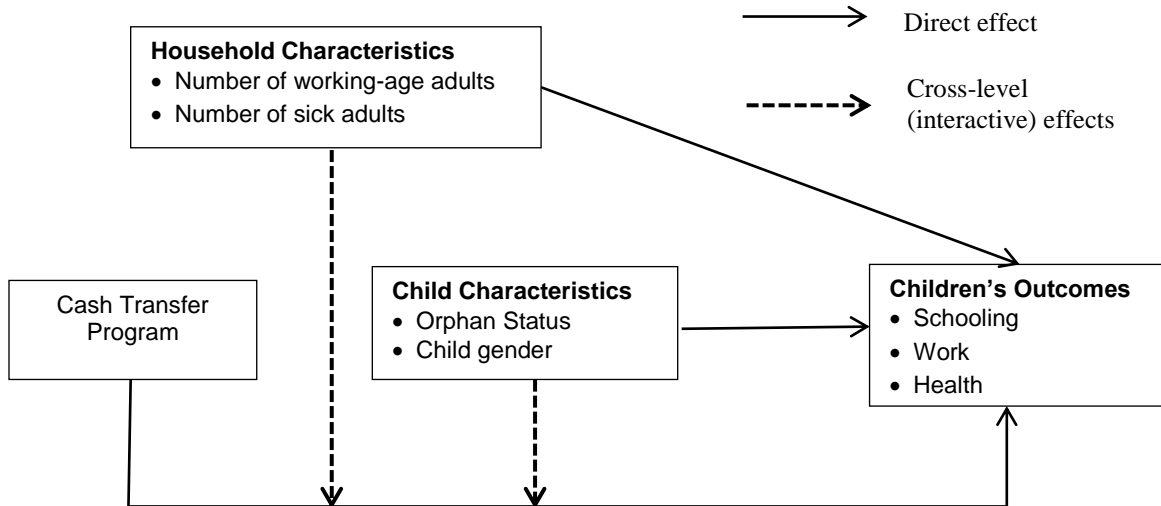 Direct effect
Household Characteristics
• Number of working-age adults
• Number of sick adults
Cross-level
(interactive) effects
Cash Transfer
Program
Child Characteristics
• Orphan Status
• Child gender
Children's Outcomes
• Schooling
• Work
• Health